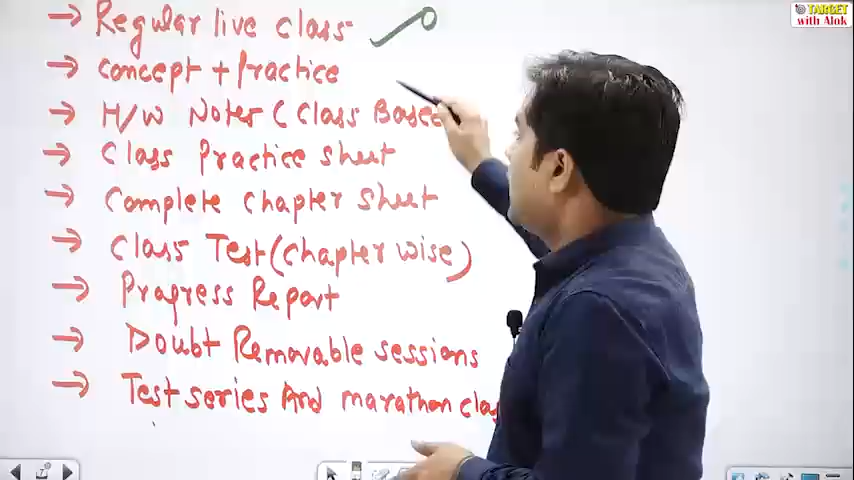 TARGET
with Alok
→ Regular live class
→ concept + Practice
→ H/W Notes ( Class Based
→ Class Practice Sheet
→ Complete Chapter Sheet
→ Class Test (Chapter wise)
→ Progress Report
→ Doubt Removable sessions
→ Test series And marathon clas